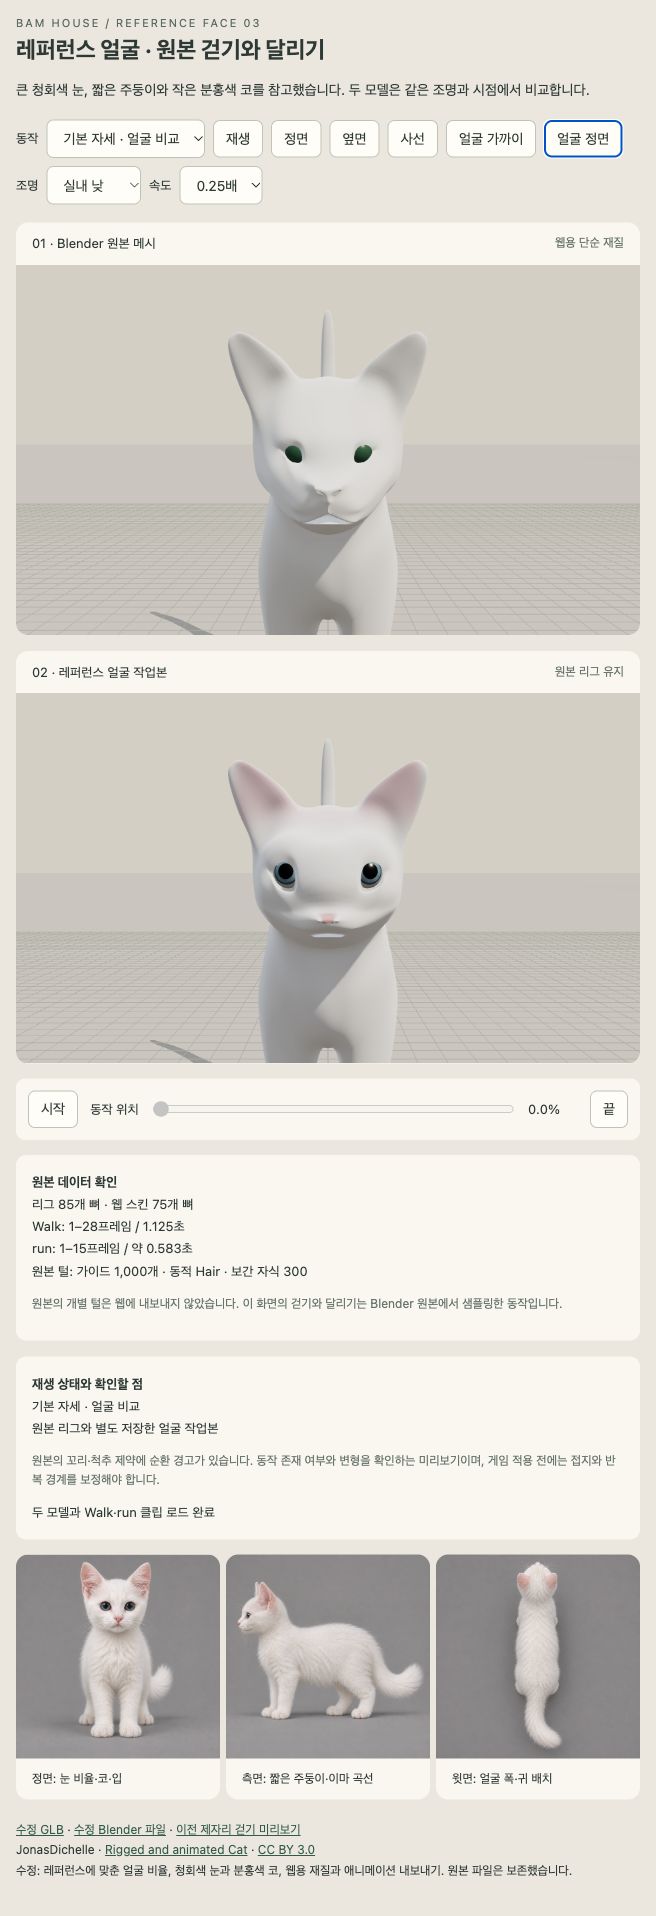 BAM HOUSE / REFERENCE FACE 03
레퍼런스 얼굴 · 원본 걷기와 달리기
큰 청회색 눈, 짧은 주둥이와 작은 분홍색 코를 참고했습니다. 두 모델은 같은 조명과 시점에서 비교합니다.
동작 기본 자세 · 얼굴 비교 재생 정면 옆면 사선 얼굴 가까이 얼굴 정면
조명 실내 낮 속도 0.25배
01 · Blender 원본 메시 웹용 단순 재질
02 · 레퍼런스 얼굴 작업본 원본 리그 유지
시작 동작 위치 0.0% 끝
원본 데이터 확인
리그 85개 뼈 · 웹 스킨 75개 뼈
Walk: 1–28프레임 / 1.125초
run: 1–15프레임 / 약 0.583초
원본 털: 가이드 1,000개 · 동적 Hair · 보간 자식 300
원본의 개별 털은 웹에 내보내지 않았습니다. 이 화면의 걷기와 달리기는 Blender 원본에서 샘플링한 동작입니다.
재생 상태와 확인할 점
기본 자세 · 얼굴 비교
원본 리그와 별도 저장한 얼굴 작업본
원본의 꼬리·척추 제약에 순환 경고가 있습니다. 동작 존재 여부와 변형을 확인하는 미리보기이며, 게임 적용 전에는 접지와 반
복 경계를 보정해야 합니다.
두 모델과 Walk·run 클립 로드 완료
정면: 눈 비율·코·입
측면: 짧은 주둥이·이마 곡선
윗면: 얼굴 폭·귀 배치
수정 GLB · 수정 Blender 파일 · 이전 제자리 걷기 미리보기
JonasDichelle · Rigged and animated Cat · CC BY 3.0
수정: 레퍼런스에 맞춘 얼굴 비율, 청회색 눈과 분홍색 코, 웹용 재질과 애니메이션 내보내기. 원본 파일은 보존했습니다.